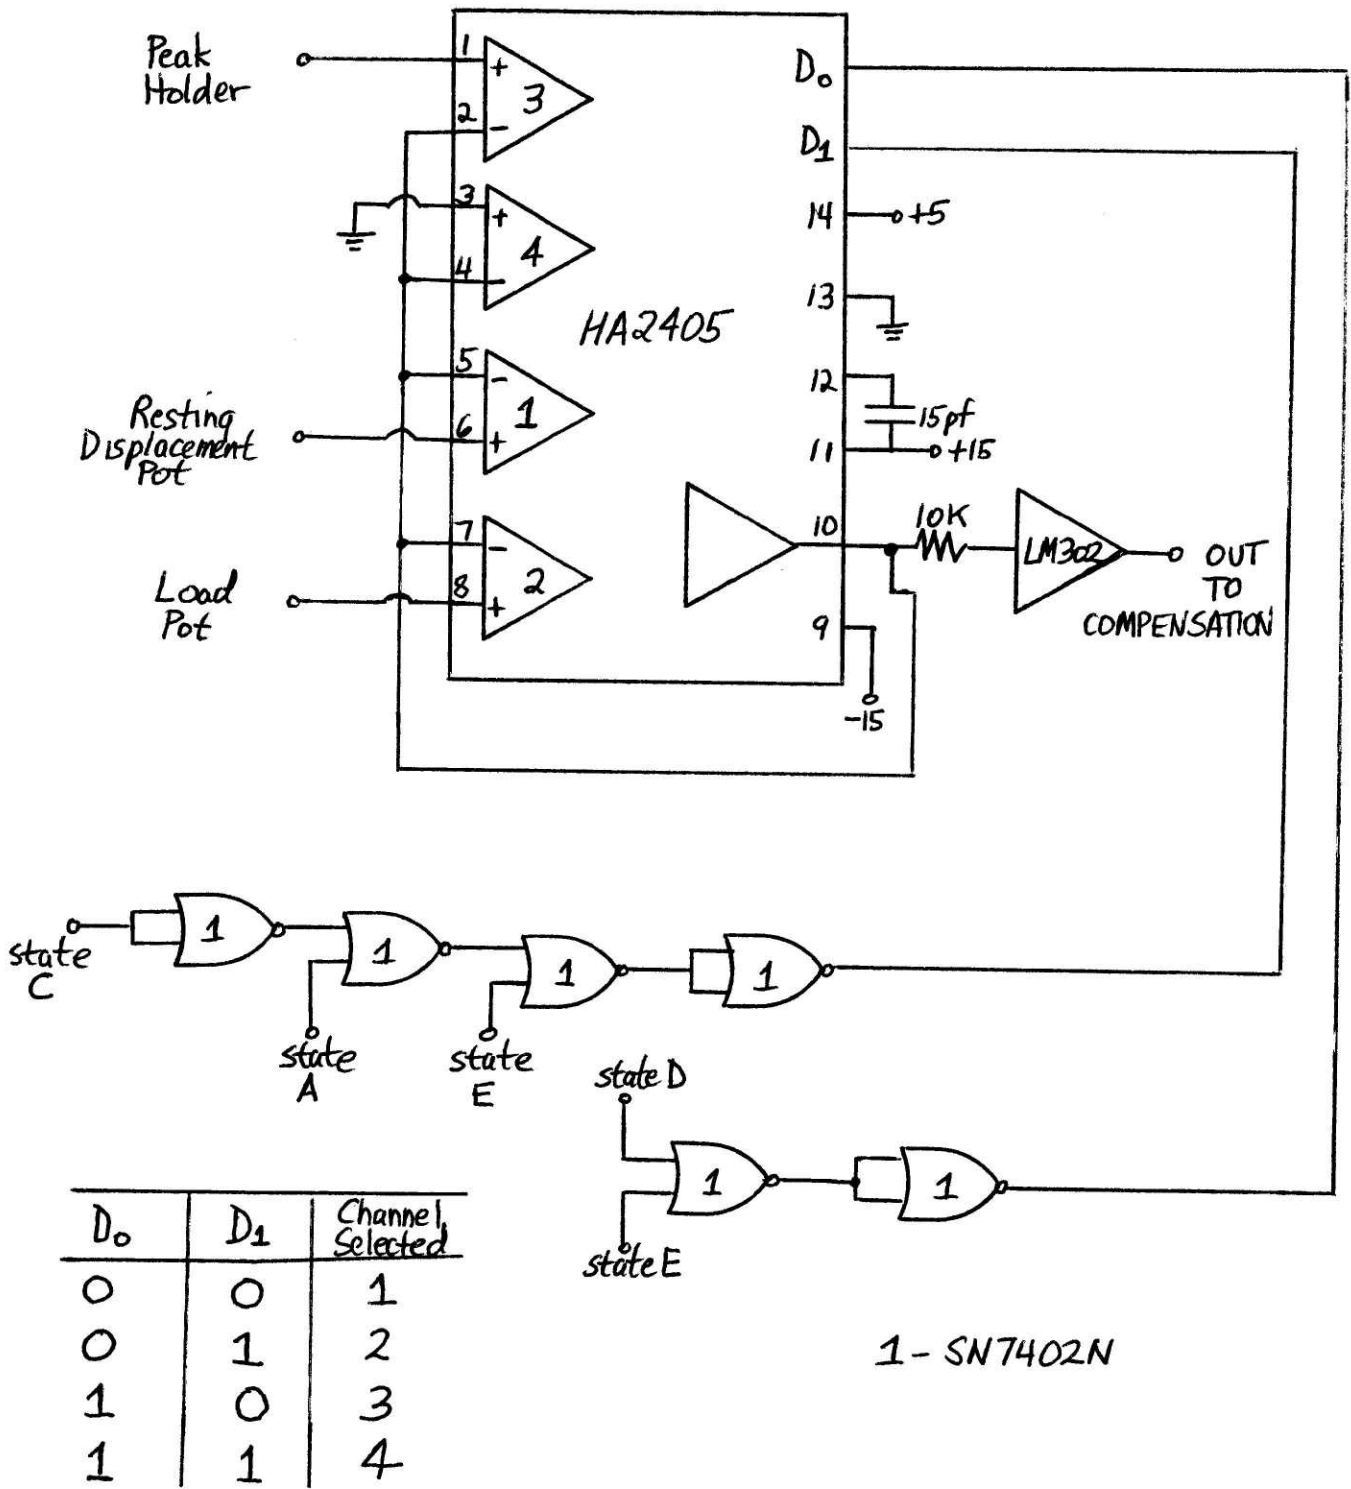 Peak
Holder
1
+
3
2
-
3
+
4
4
-
5
-
1
6
+
Resting
Displacement
Pot
7
-
2
8
+
Load
Pot
HA2405
D0
D1
14
+5
13
12
15pf
11
+15
10
10K
LM302
OUT
TO
COMPENSATION
9
-15
state
C
1
1
1
1
state
A
state
E
state D
1
1
state E
D0 D1 Channel
Selected
0 0 1
0 1 2
1 0 3
1 1 4
1- SN7402N